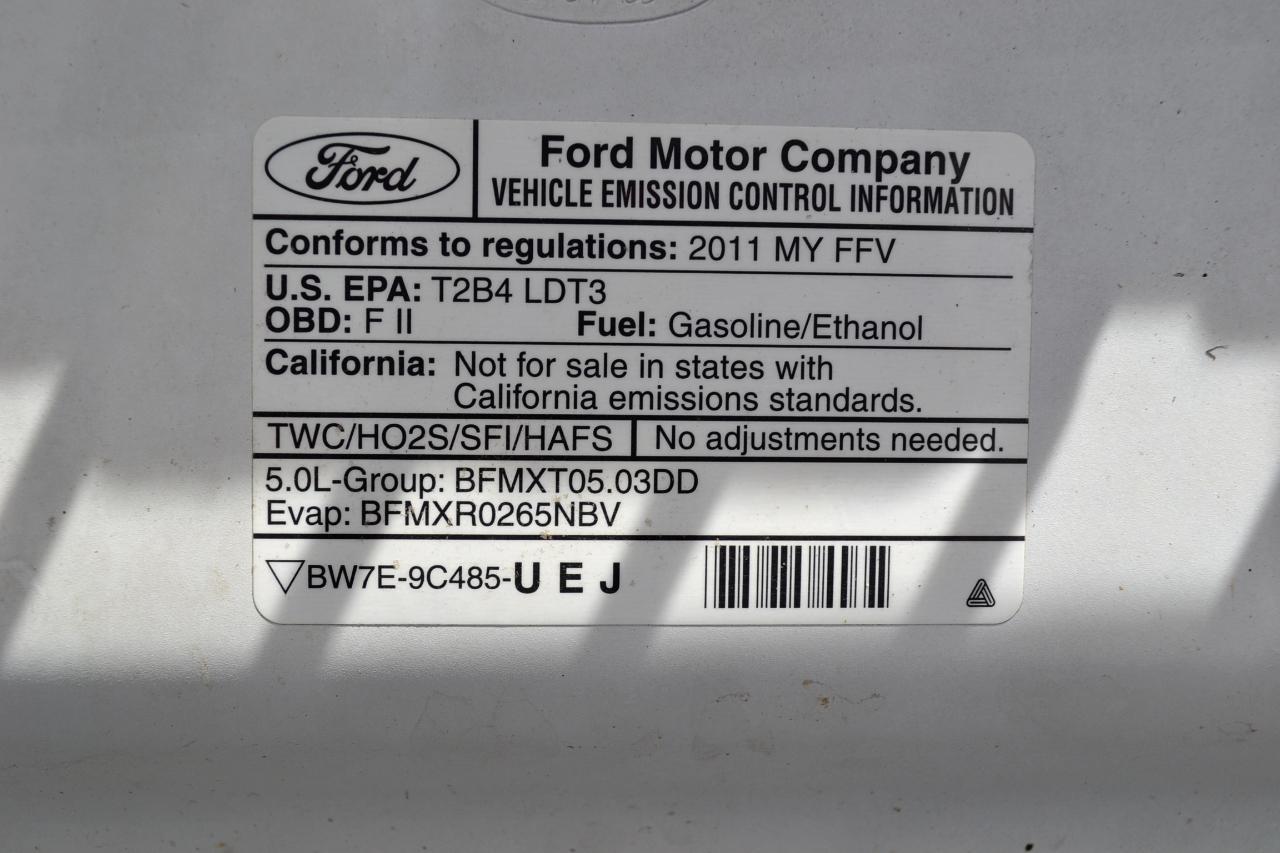 Ford
Ford Motor Company
VEHICLE EMISSION CONTROL INFORMATION
Conforms to regulations: 2011 MY FFV
U.S. EPA: T2B4 LDT3
OBD: F II Fuel: Gasoline/Ethanol
California: Not for sale in states with
California emissions standards.
TWC/HO2S/SFI/HAFS No adjustments needed.
5.0L-Group: BFMXT05.03DD
Evap: BFMXR0265NBV
BW7E-9C485-U E J